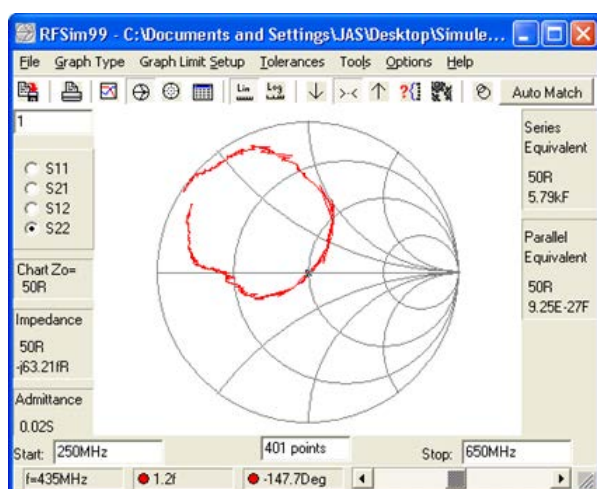 RFSim99 - C:\Documents and Settings\JAS\Desktop\Simule...
File Graph Type Graph Limit Setup Tolerances Tools Options Help
Lin Log Auto Match
1
S11
S21
S12
S22
Chart Zo=
50R
Impedance
50R
-j63.21fR
Admittance
0.02S
Series
Equivalent
50R
5.79kF
Parallel
Equivalent
50R
9.25E-27F
Start: 250MHz 401 points Stop: 650MHz
f=435MHz 1.2f -147.7Deg